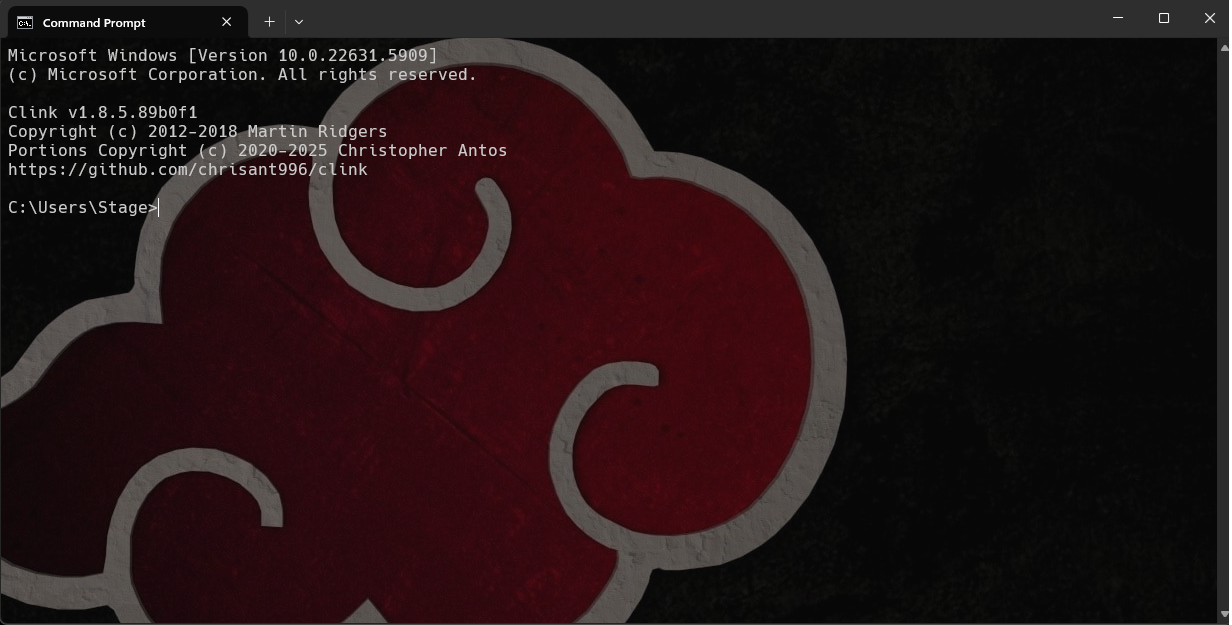 Command Prompt
Microsoft Windows [Version 10.0.22631.5909]
(c) Microsoft Corporation. All rights reserved.
Clink v1.8.5.89b0f1
Copyright (c) 2012-2018 Martin Ridgers
Portions Copyright (c) 2020-2025 Christopher Antos
https://github.com/chrisant996/clink
C:\Users\Stage>